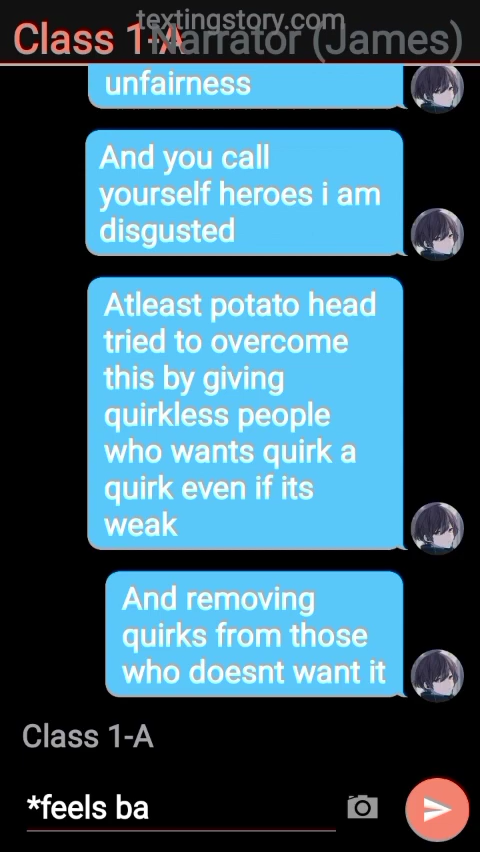 textingstory.com
Class 1-A
Narrator (James)
unfairness
And you call
yourself heroes i am
disgusted
Atleast potato head
tried to overcome
this by giving
quirkless people
who wants quirk a
quirk even if its
weak
And removing
quirks from those
who doesnt want it
Class 1-A
*feels ba